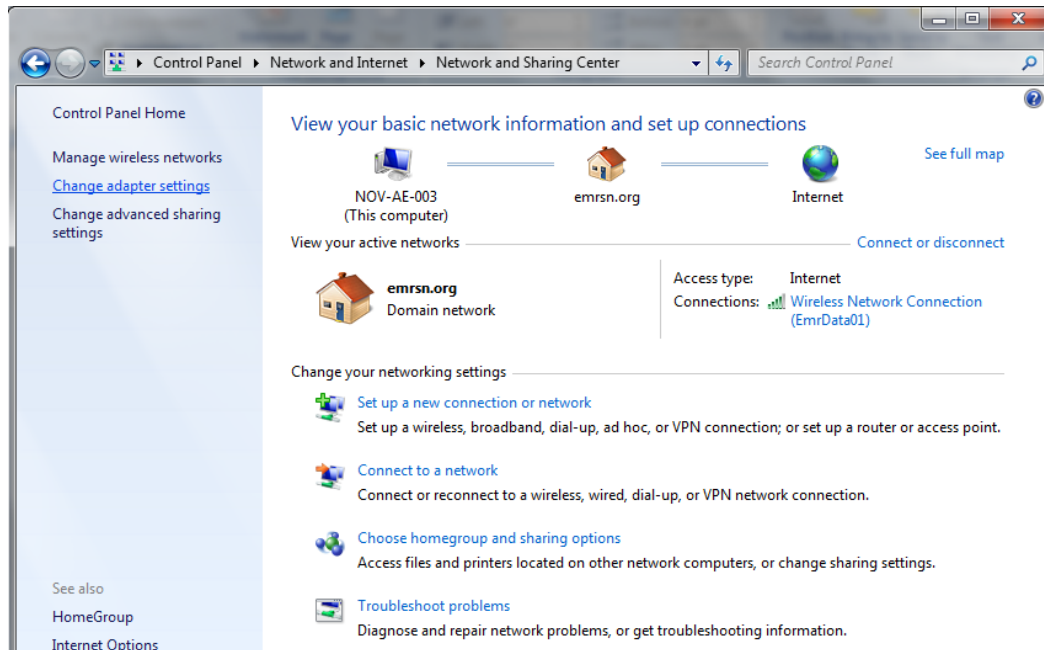 Control Panel ▸ Network and Internet ▸ Network and Sharing Center
Search Control Panel
Control Panel Home
Manage wireless networks
Change adapter settings
Change advanced sharing
settings
See also
HomeGroup
Internet Options
View your basic network information and set up connections
See full map
NOV-AE-003
(This computer)
emrsn.org
Internet
View your active networks
Connect or disconnect
emrsn.org
Domain network
Access type: Internet
Connections: Wireless Network Connection
(EmrData01)
Change your networking settings
Set up a new connection or network
Set up a wireless, broadband, dial-up, ad hoc, or VPN connection; or set up a router or access point.
Connect to a network
Connect or reconnect to a wireless, wired, dial-up, or VPN network connection.
Choose homegroup and sharing options
Access files and printers located on other network computers, or change sharing settings.
Troubleshoot problems
Diagnose and repair network problems, or get troubleshooting information.